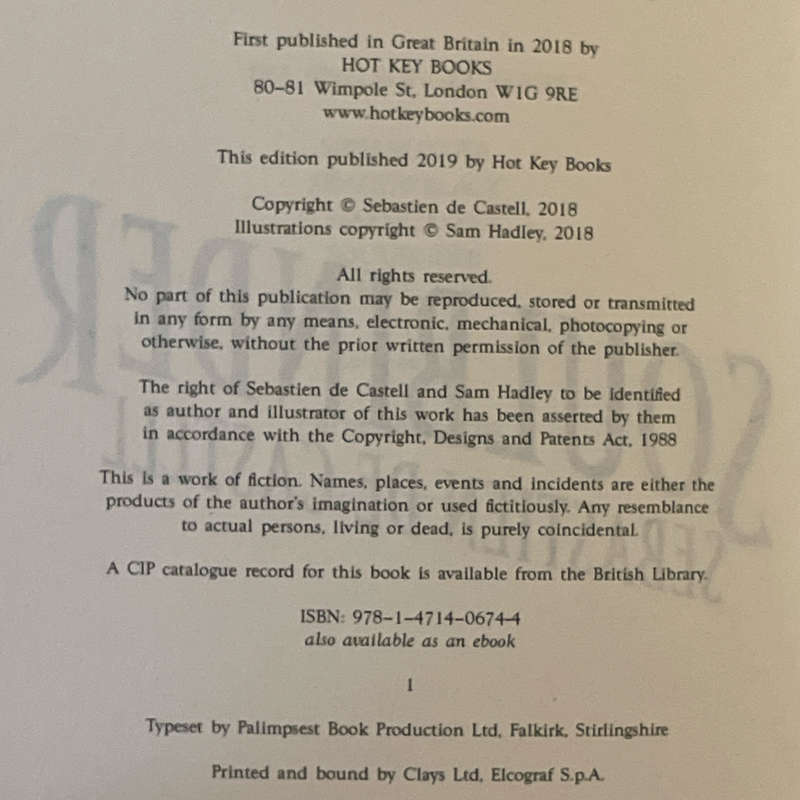 First published in Great Britain in 2018 by
HOT KEY BOOKS
80–81 Wimpole St, London W1G 9RE
www.hotkeybooks.com
This edition published 2019 by Hot Key Books
Copyright © Sebastien de Castell, 2018
Illustrations copyright © Sam Hadley, 2018
All rights reserved.
No part of this publication may be reproduced, stored or transmitted
in any form by any means, electronic, mechanical, photocopying or
otherwise, without the prior written permission of the publisher.
The right of Sebastien de Castell and Sam Hadley to be identified
as author and illustrator of this work has been asserted by them
in accordance with the Copyright, Designs and Patents Act, 1988
This is a work of fiction. Names, places, events and incidents are either the
products of the author's imagination or used fictitiously. Any resemblance
to actual persons, living or dead, is purely coincidental.
A CIP catalogue record for this book is available from the British Library.
ISBN: 978–1–4714–0674–4
also available as an ebook
1
Typeset by Palimpsest Book Production Ltd, Falkirk, Stirlingshire
Printed and bound by Clays Ltd, Elcograf S.p.A.